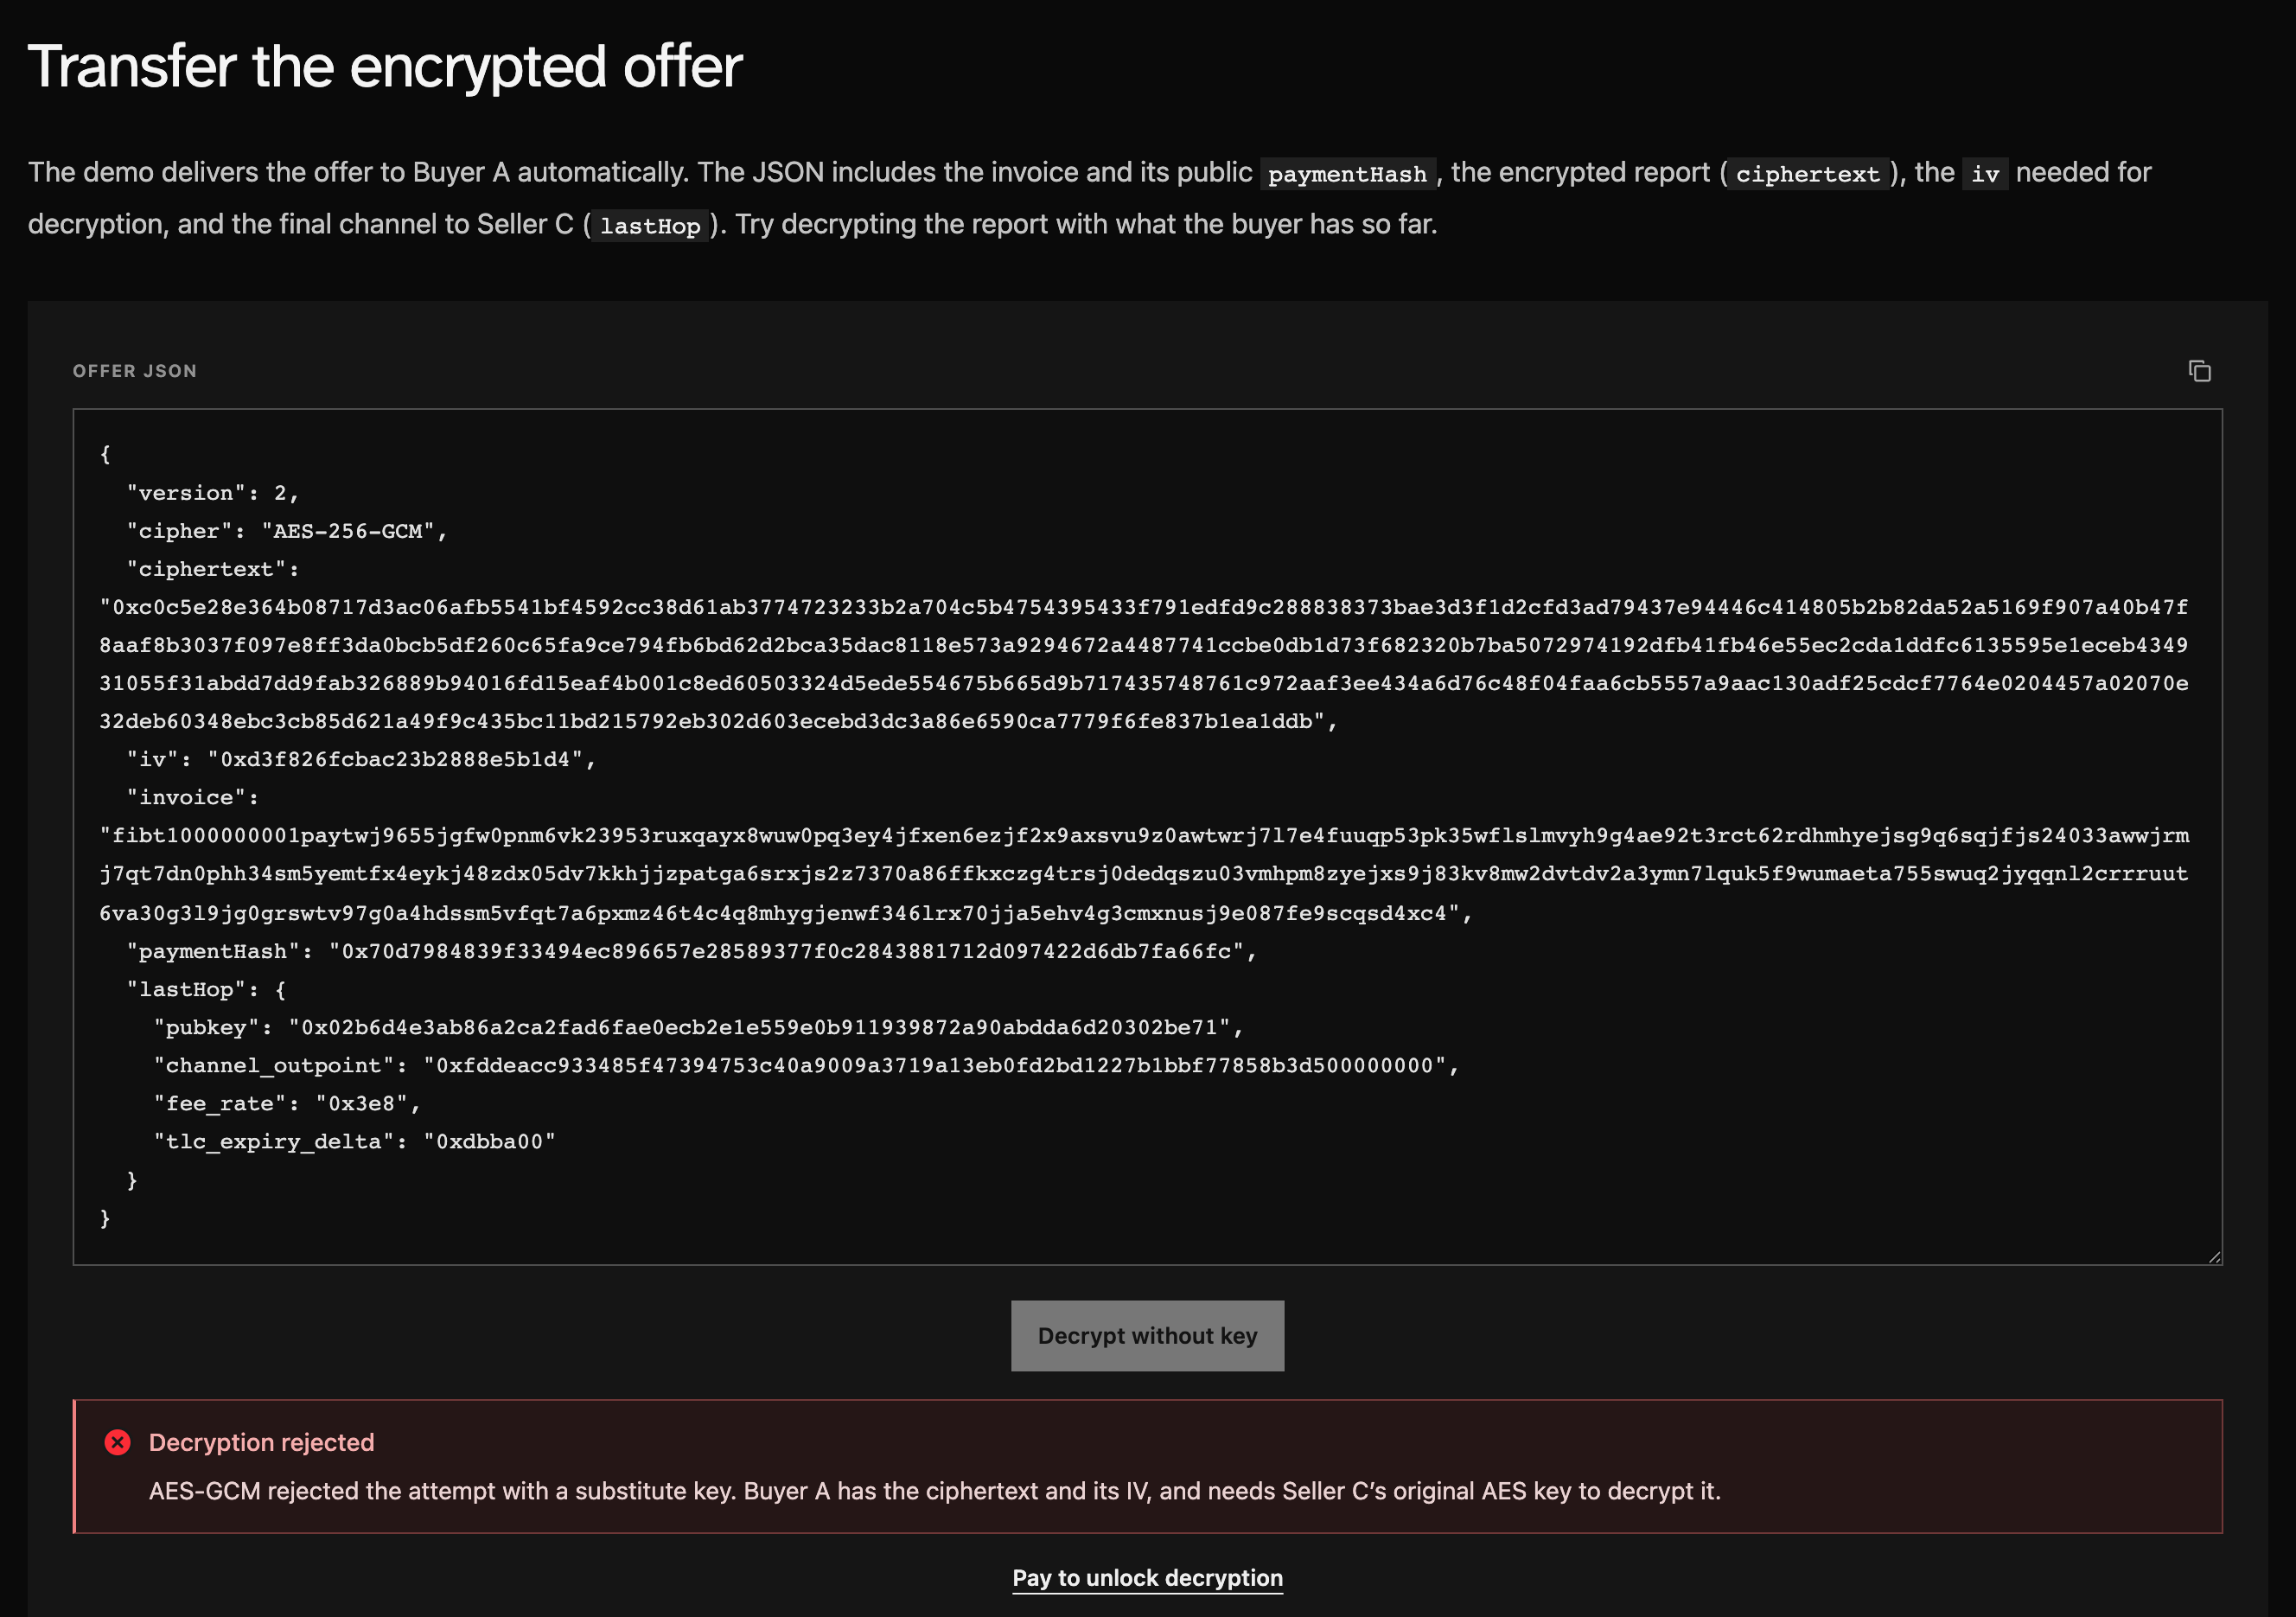 Transfer the encrypted offer
The demo delivers the offer to Buyer A automatically. The JSON includes the invoice and its public paymentHash, the encrypted report (ciphertext), the iv needed for
decryption, and the final channel to Seller C (lastHop). Try decrypting the report with what the buyer has so far.
OFFER JSON
{
"version": 2,
"cipher": "AES-256-GCM",
"ciphertext":
"0xc0c5e28e364b08717d3ac06afb5541bf4592cc38d61ab3774723233b2a704c5b4754395433f791edfd9c288838373bae3d3f1d2cfd3ad79437e94446c414805b2b82da52a5169f907a40b47f
8aaf8b3037f097e8ff3da0bcb5df260c65fa9ce794fb6bd62d2bca35dac8118e573a9294672a4487741ccbe0db1d73f682320b7ba5072974192dfb41fb46e55ec2cda1ddfc6135595e1eceb4349
31055f31abdd7dd9fab326889b94016fd15eaf4b001c8ed60503324d5ede554675b665d9b717435748761c972aaf3ee434a6d76c48f04faa6cb5557a9aac130adf25cdcf7764e0204457a02070e
32deb60348ebc3cb85d621a49f9c435bc11bd215792eb302d603ecebd3dc3a86e6590ca7779f6fe837b1ea1ddb",
"iv": "0xd3f826fcbac23b2888e5b1d4",
"invoice":
"fibt1000000001paytwj9655jgfw0pnm6vk23953ruxqayx8wuw0pq3ey4jfxen6ezjf2x9axsvu9z0awtwrj7l7e4fuuqp53pk35wflslmvyh9g4ae92t3rct62rdhmhyejsg9q6sqjfjs24033awwjrm
j7qt7dn0phh34sm5yemtfx4eykj48zdx05dv7kkhjjzpatga6srxjs2z7370a86ffkxczg4trsj0dedqszu03vmhpm8zyejxs9j83kv8mw2dvtdv2a3ymn7lquk5f9wumaeta755swuq2jyqqnl2crrruut
6va30g3l9jg0grswtv97g0a4hdssm5vfqt7a6pxmz46t4c4q8mhygjenwf346lrx70jja5ehv4g3cmxnusj9e087fe9scqsd4xc4",
"paymentHash": "0x70d7984839f33494ec896657e28589377f0c2843881712d097422d6db7fa66fc",
"lastHop": {
"pubkey": "0x02b6d4e3ab86a2ca2fad6fae0ecb2e1e559e0b911939872a90abdda6d20302be71",
"channel_outpoint": "0xfddeacc933485f47394753c40a9009a3719a13eb0fd2bd1227b1bbf77858b3d500000000",
"fee_rate": "0x3e8",
"tlc_expiry_delta": "0xdbba00"
}
}
Decrypt without key
Decryption rejected
AES-GCM rejected the attempt with a substitute key. Buyer A has the ciphertext and its IV, and needs Seller C’s original AES key to decrypt it.
Pay to unlock decryption